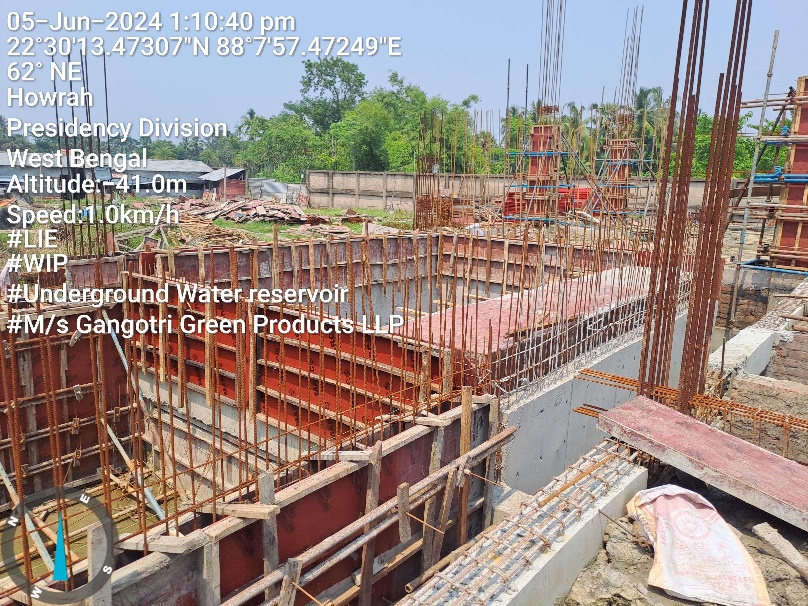 05-Jun-2024 1:10:40 pm
22°30'13.47307"N 88°7'57.47249"E
62° NE
Howrah
Presidency Division
West Bengal
Altitude:-41.0m
Speed:1.0km/h
#LIE
#WIP
#Underground Water reservoir
#M/s Gangotri Green Products LLP
N
E
W
S